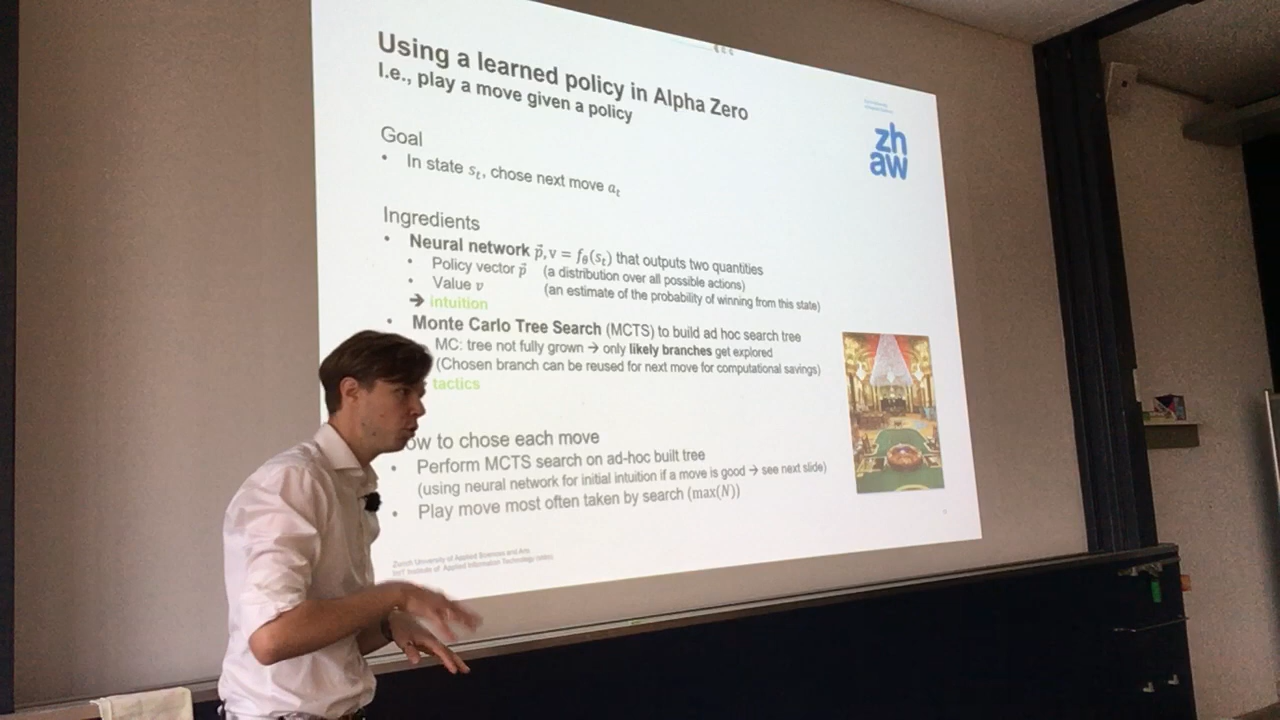 Using a learned policy in Alpha Zero
I.e., play a move given a policy
zh
aw
Goal
• In state sₜ, chose next move aₜ
Ingredients
• Neural network p⃗, v = f_θ(sₜ) that outputs two quantities
• Policy vector p⃗ (a distribution over all possible actions)
• Value v (an estimate of the probability of winning from this state)
➔ intuition
• Monte Carlo Tree Search (MCTS) to build ad hoc search tree
MC: tree not fully grown → only likely branches get explored
(Chosen branch can be reused for next move for computational savings)
tactics
ow to chose each move
• Perform MCTS search on ad-hoc built tree
(using neural network for initial intuition if a move is good → see next slide)
• Play move most often taken by search (max(N))
Zurich University of Applied Sciences and Arts
InIT Institute of Applied Information Technology